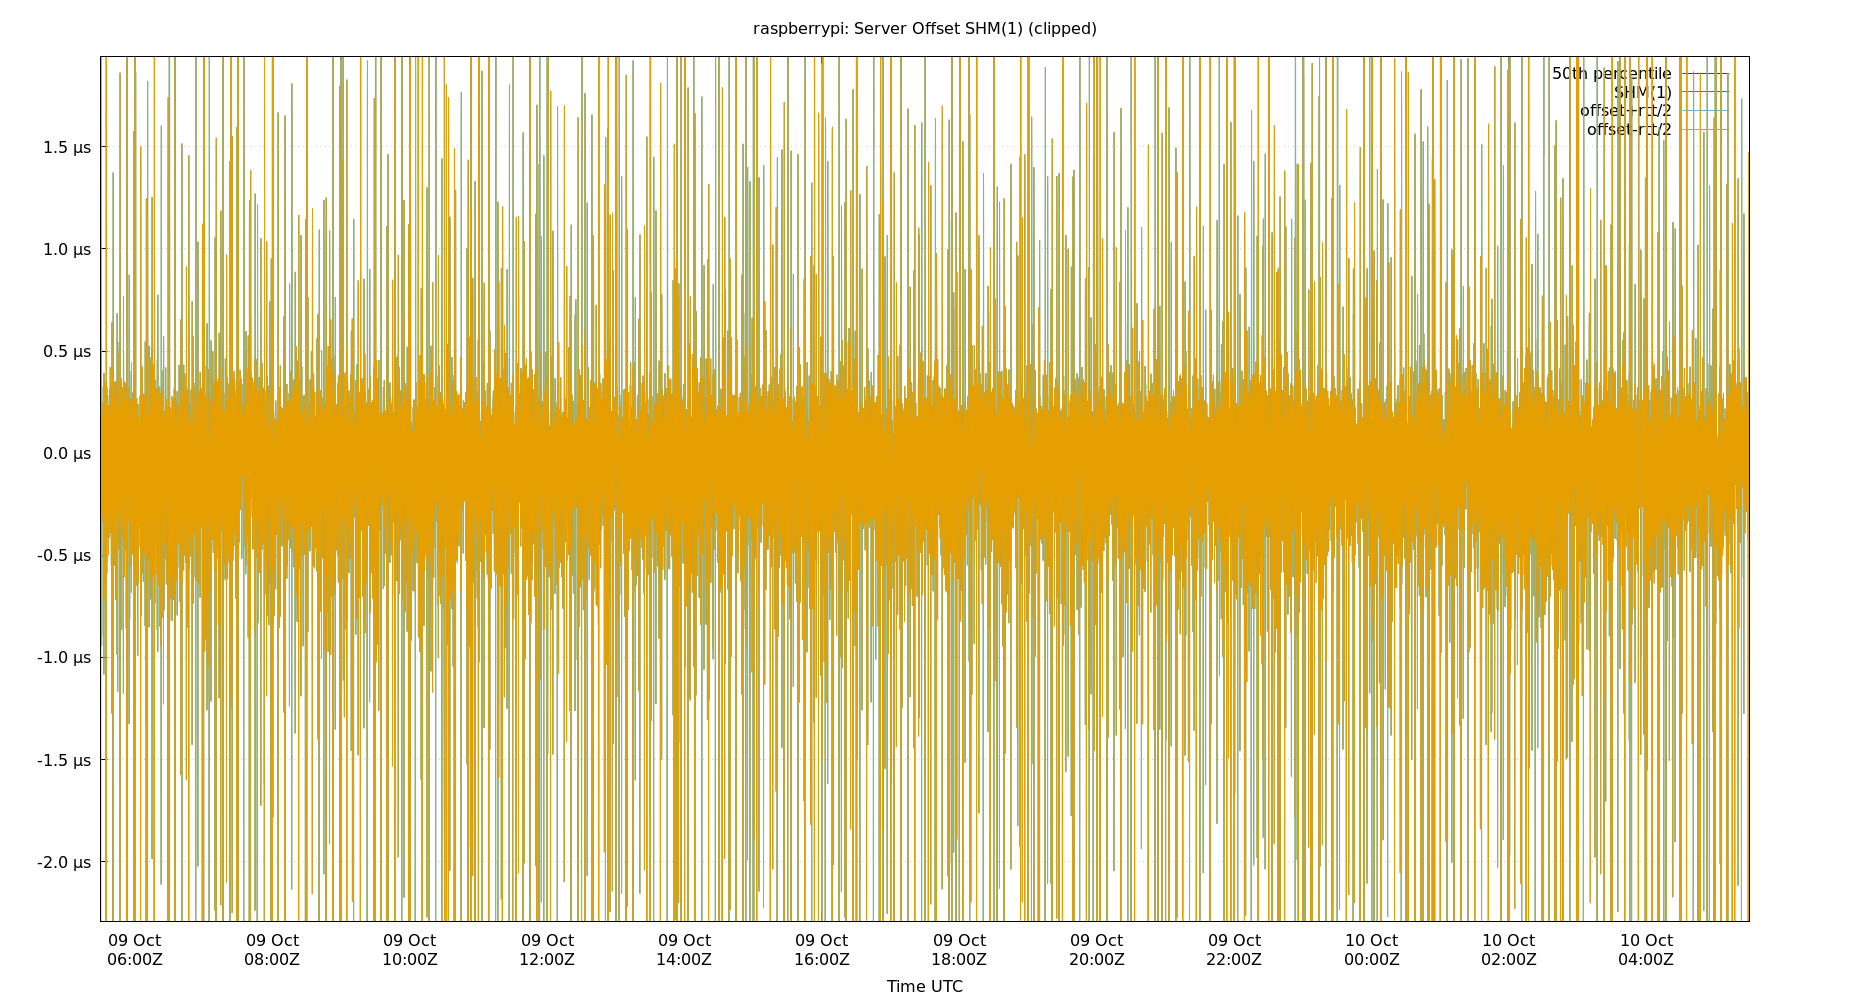 raspberrypi: Server Offset SHM(1) (clipped)
50th percentile
SHM(1)
offset+rtt/2
offset-rtt/2
1.5 µs
1.0 µs
0.5 µs
0.0 µs
-0.5 µs
-1.0 µs
-1.5 µs
-2.0 µs
09 Oct 09 Oct 09 Oct 09 Oct 09 Oct 09 Oct 09 Oct 09 Oct 09 Oct 10 Oct 10 Oct 10 Oct
06:00Z 08:00Z 10:00Z 12:00Z 14:00Z 16:00Z 18:00Z 20:00Z 22:00Z 00:00Z 02:00Z 04:00Z
Time UTC